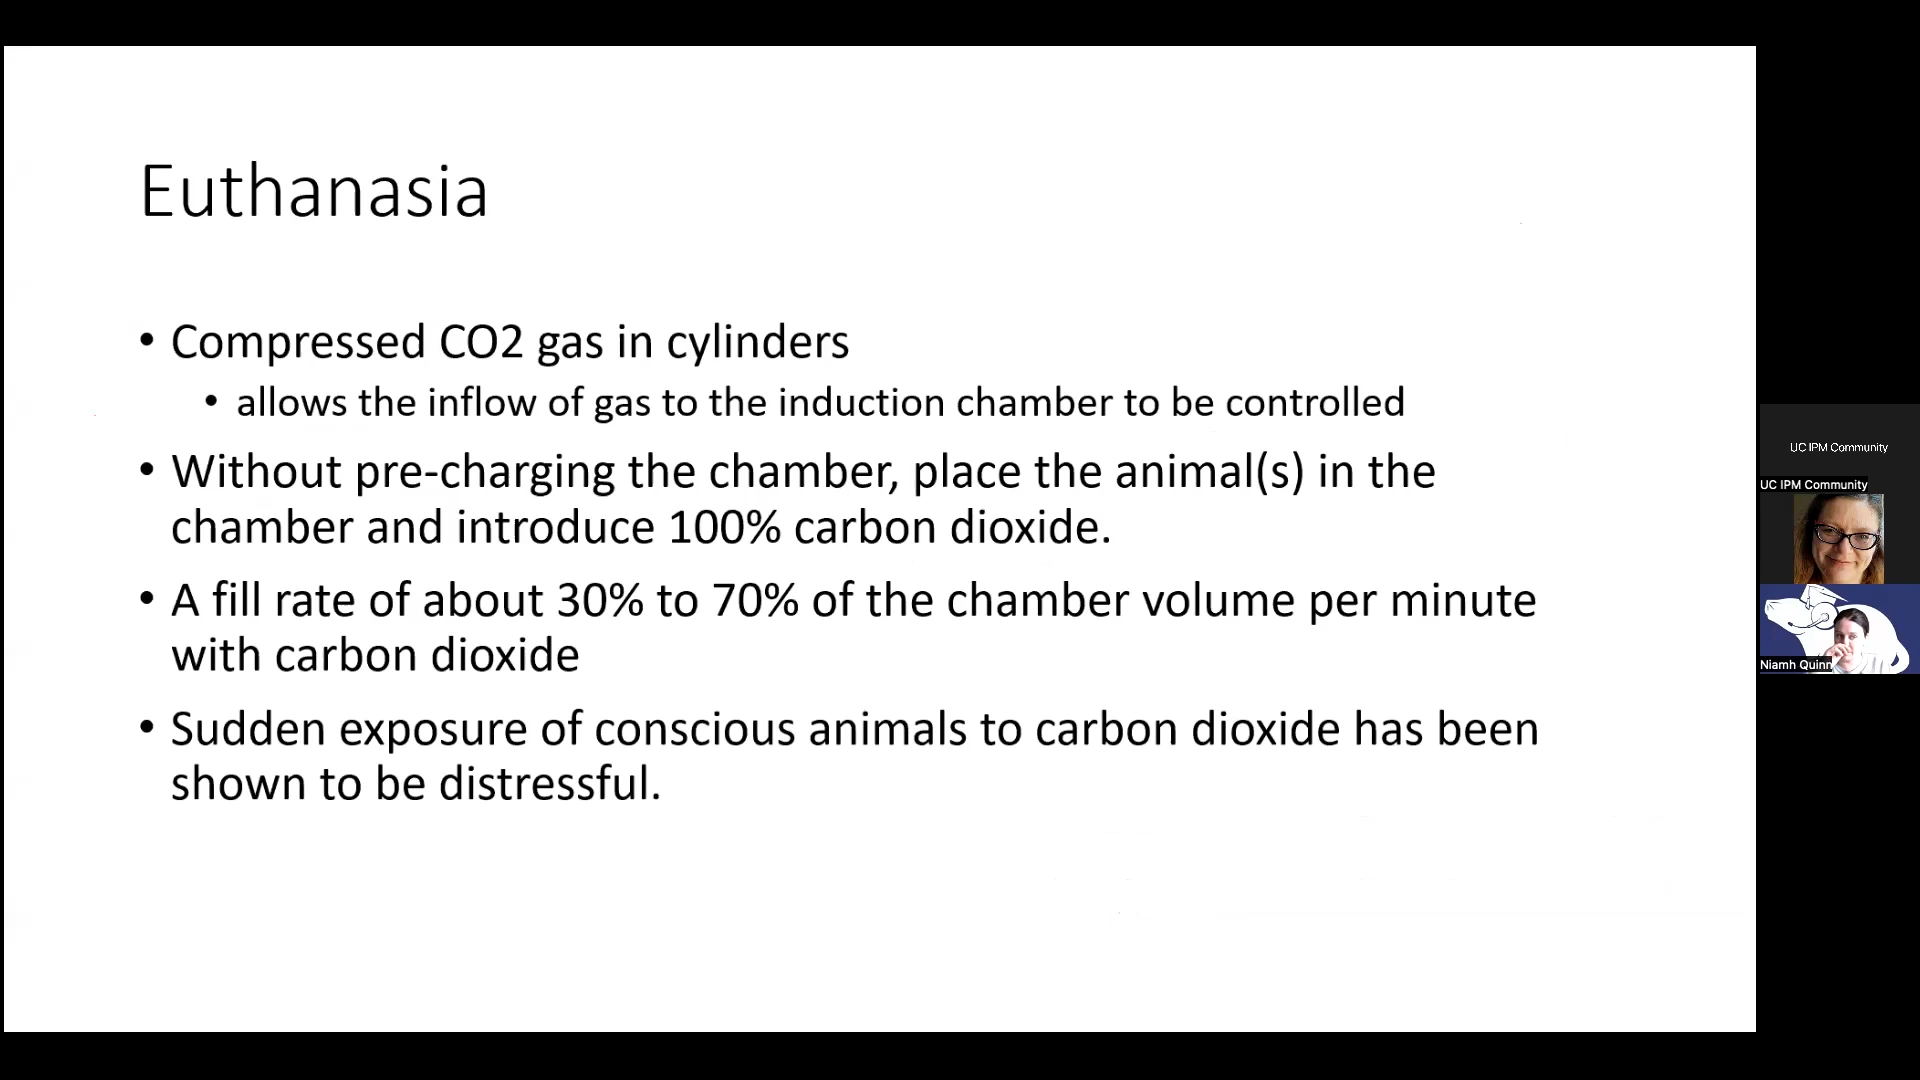 Euthanasia
• Compressed CO2 gas in cylinders
• allows the inflow of gas to the induction chamber to be controlled
• Without pre-charging the chamber, place the animal(s) in the
chamber and introduce 100% carbon dioxide.
• A fill rate of about 30% to 70% of the chamber volume per minute
with carbon dioxide
• Sudden exposure of conscious animals to carbon dioxide has been
shown to be distressful.
UC IPM Community
UC IPM Community
Niamh Quinn